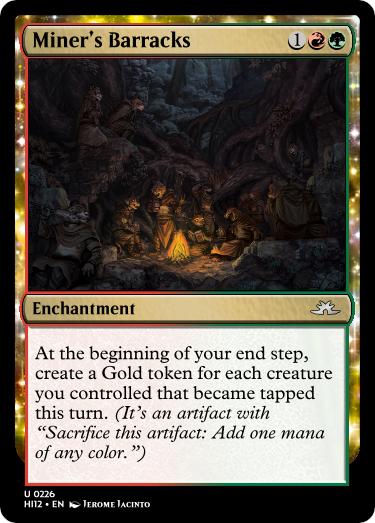 Miner's Barracks 1
Enchantment
At the beginning of your end step,
create a Gold token for each creature
you controlled that became tapped
this turn. (It's an artifact with
“Sacrifice this artifact: Add one mana
of any color.”)
U 0226
HI12 • EN Jerome Jacinto